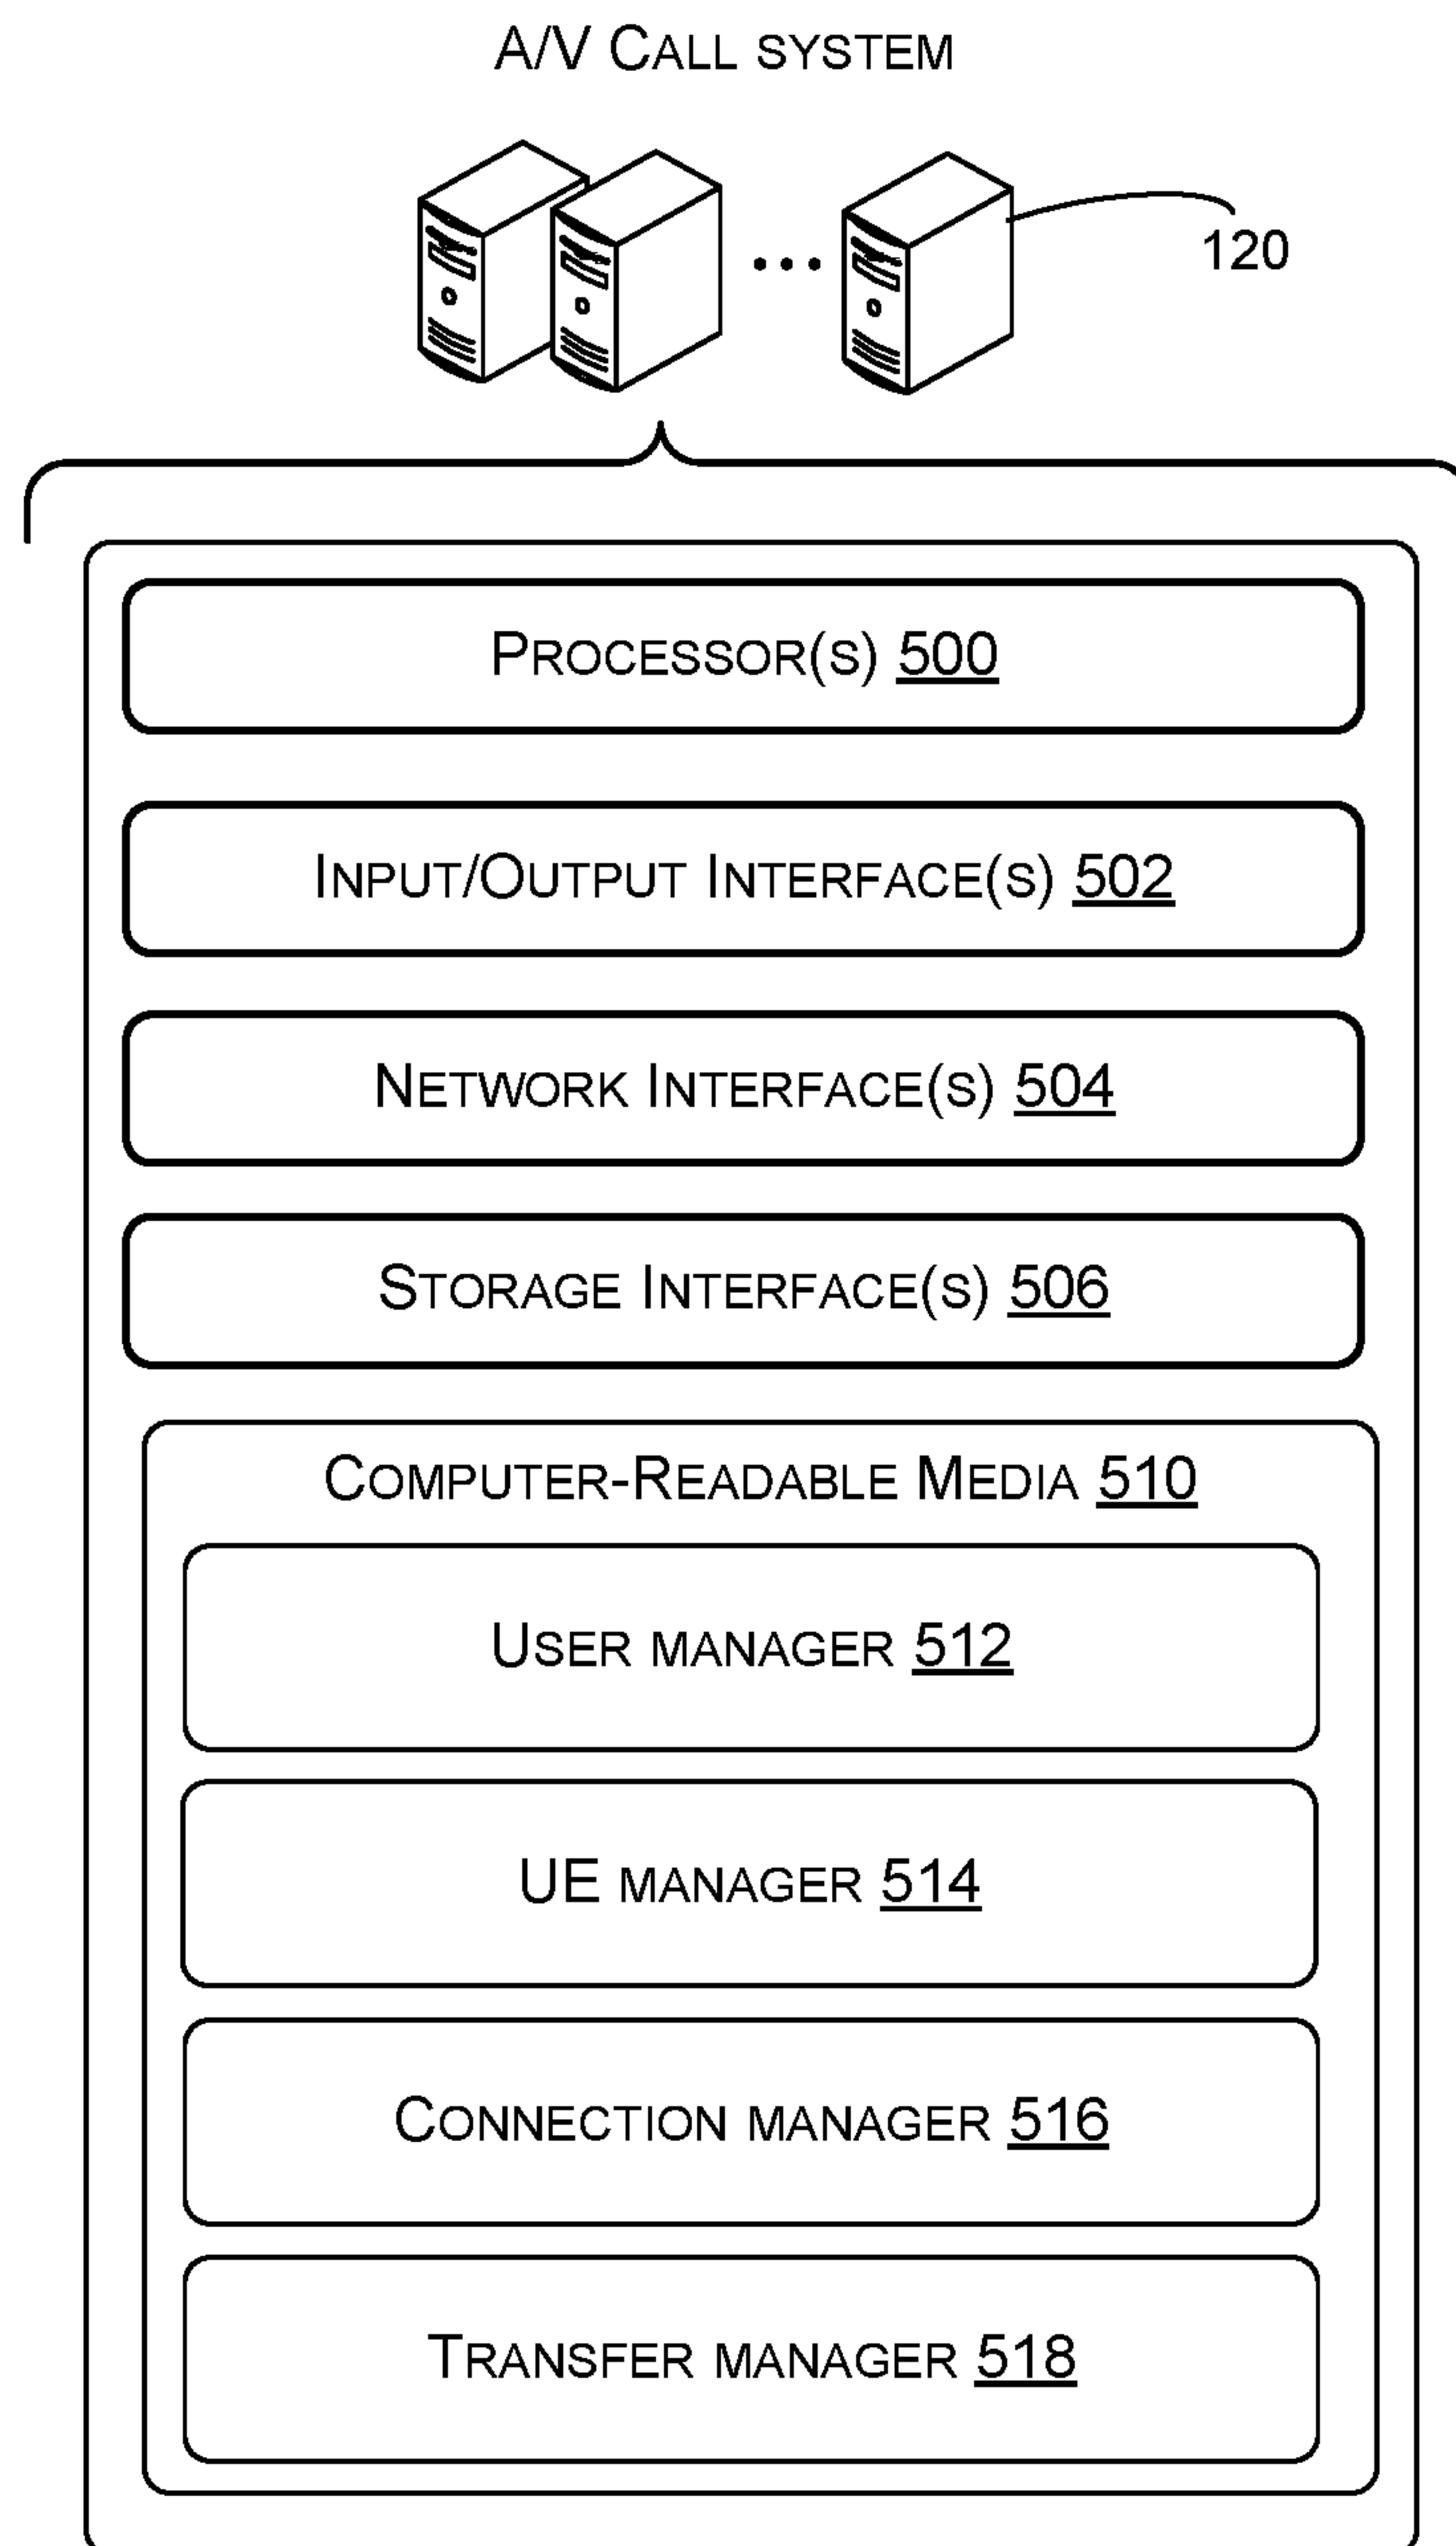 A/V CALL SYSTEM
120
PROCESSOR(S) 500
INPUT/OUTPUT INTERFACE(S) 502
NETWORK INTERFACE(S) 504
STORAGE INTERFACE(S) 506
COMPUTER-READABLE MEDIA 510
USER MANAGER 512
UE MANAGER 514
CONNECTION MANAGER 516
TRANSFER MANAGER 518